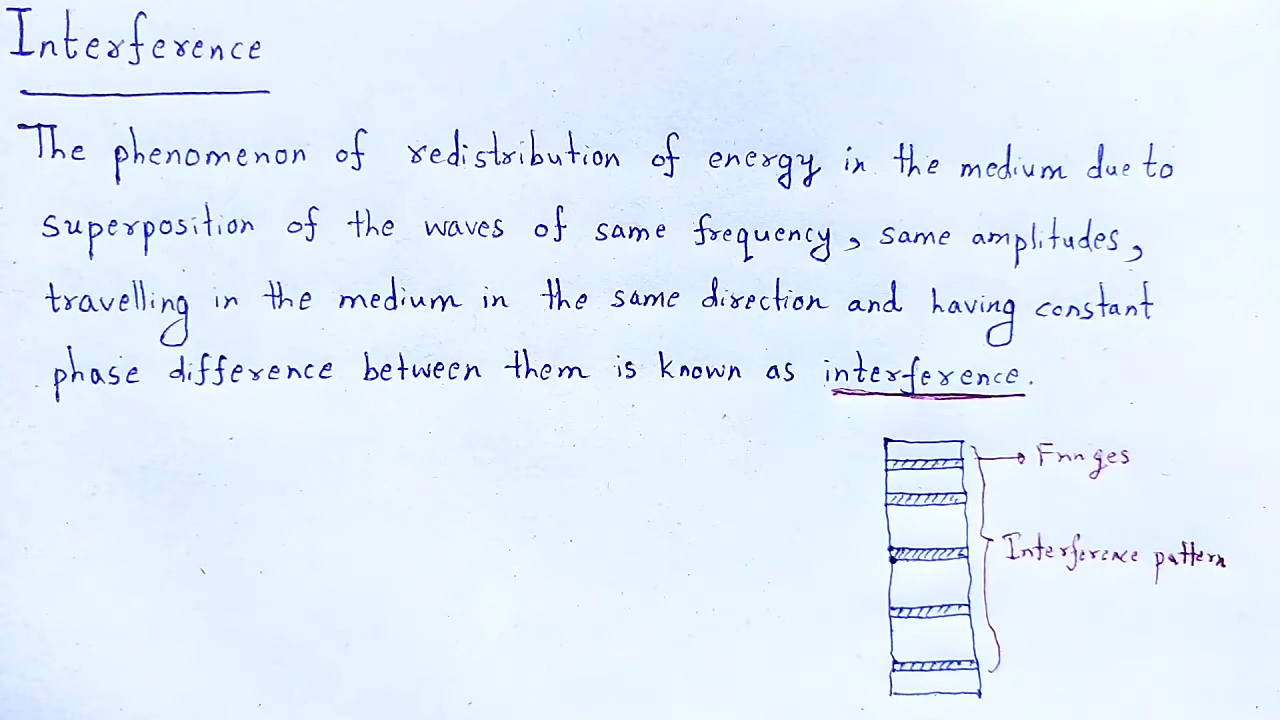 Interference
The phenomenon of redistribution of energy in the medium due to
superposition of the waves of same frequency, same amplitudes,
travelling in the medium in the same direction and having constant
phase difference between them is known as interference.
Fringes
Interference pattern